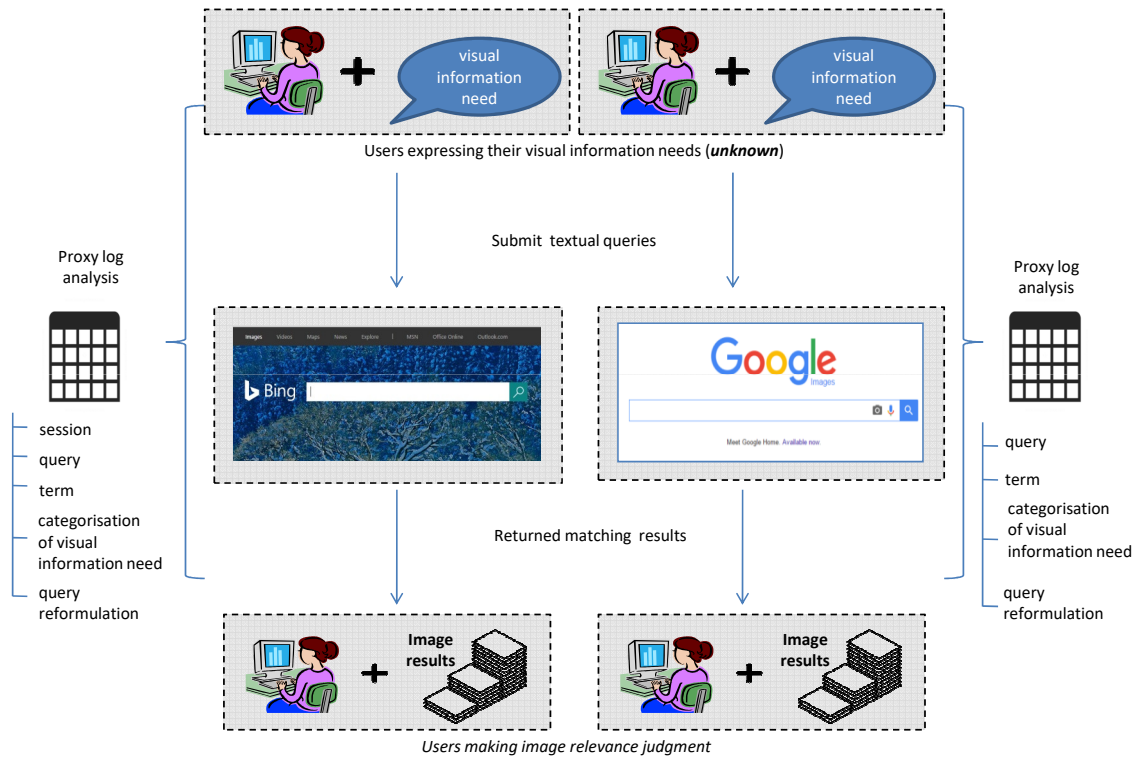 visual
information
need
visual
information
need
Users expressing their visual information needs (unknown)
Submit textual queries
Proxy log
analysis
session
query
term
categorisation
of visual
information need
query
reformulation
Images Videos Maps News Explore | MSN Office Online Outlook.com
Bing
Google
Images
Meet Google Home. Available now.
Proxy log
analysis
query
term
categorisation
of visual
information need
query
reformulation
Returned matching results
Image
results
Image
results
Users making image relevance judgment